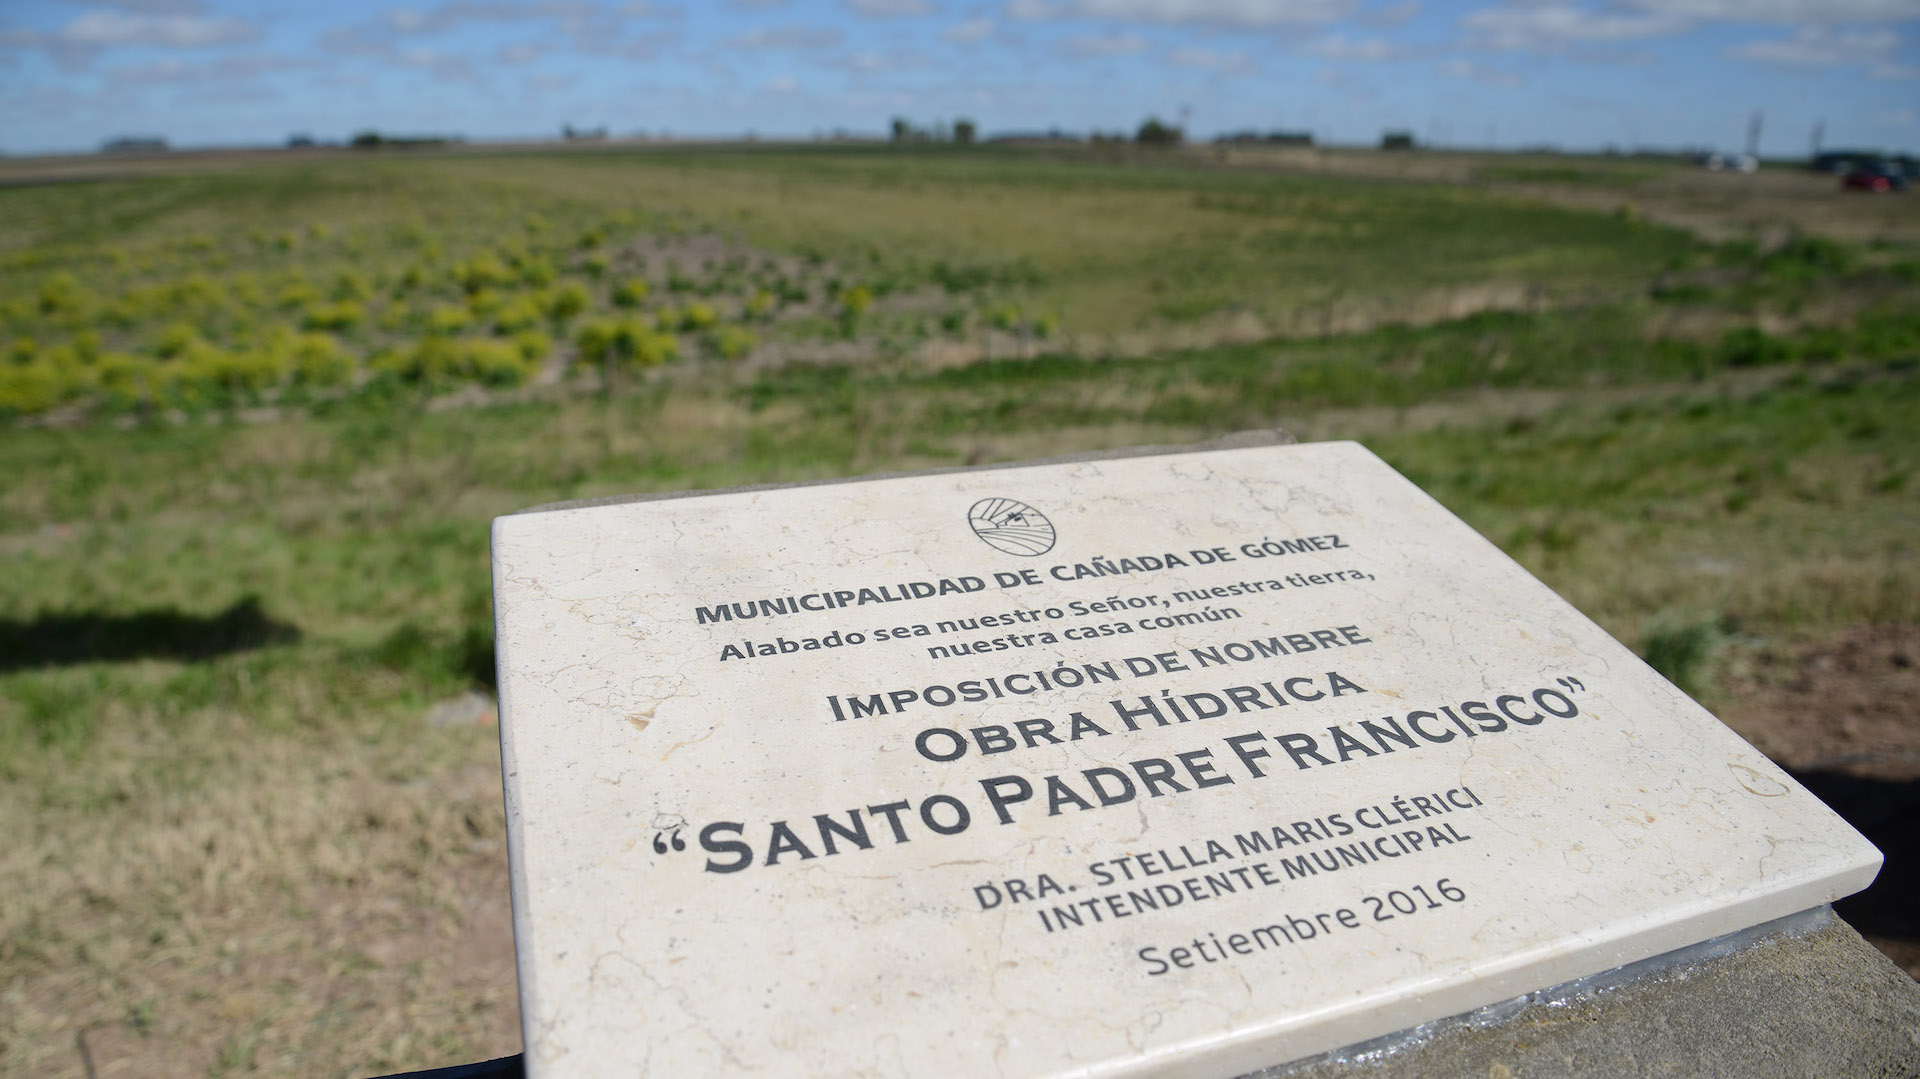 MUNICIPALIDAD DE CAÑADA DE GÓMEZ
Alabado sea nuestro Señor, nuestra tierra,
nuestra casa común
IMPOSICIÓN DE NOMBRE
OBRA HÍDRICA
“SANTO PADRE FRANCISCO”
DRA. STELLA MARIS CLÉRICI
INTENDENTE MUNICIPAL
Setiembre 2016